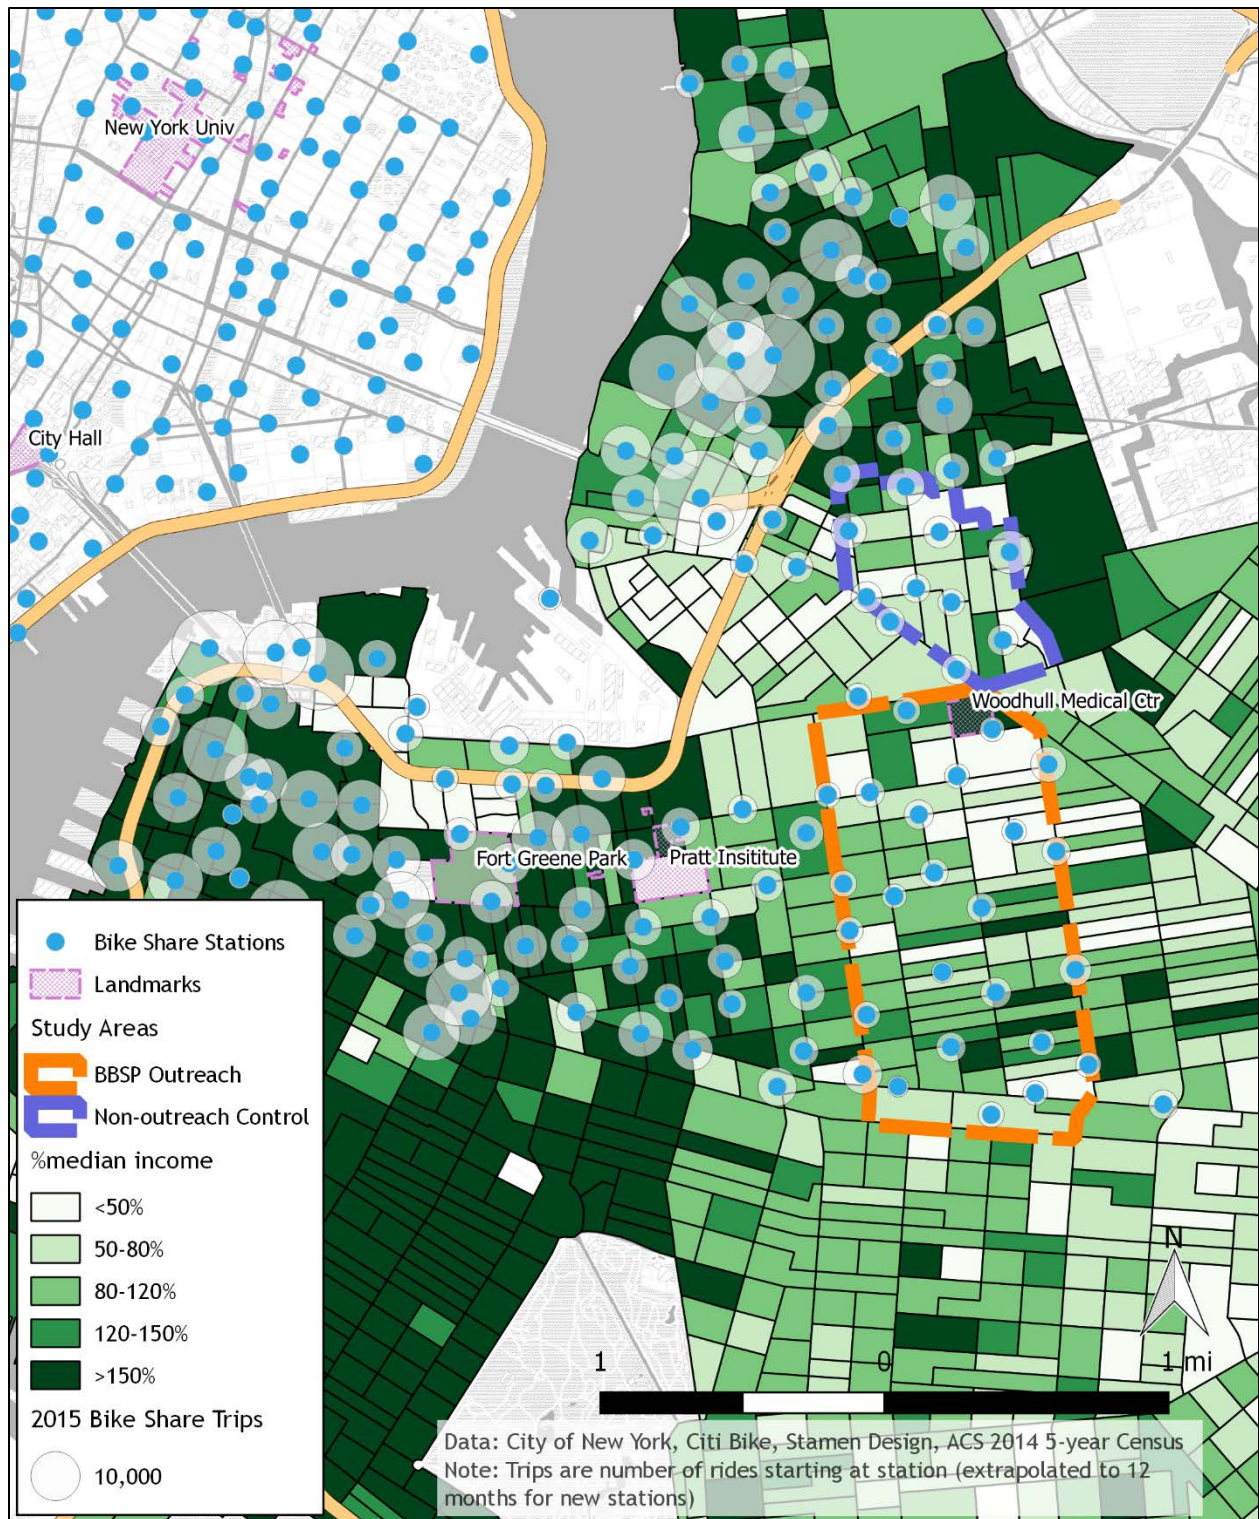 New York Univ
City Hall
Woodhull Medical Ctr
Fort Greene Park
Pratt Insititute
Bike Share Stations
Landmarks
Study Areas
BBSP Outreach
Non-outreach Control
%median income
<50%
50-80%
80-120%
120-150%
>150%
2015 Bike Share Trips
10,000
N
1 0 1 mi
Data: City of New York, Citi Bike, Stamen Design, ACS 2014 5-year Census
Note: Trips are number of rides starting at station (extrapolated to 12
months for new stations)